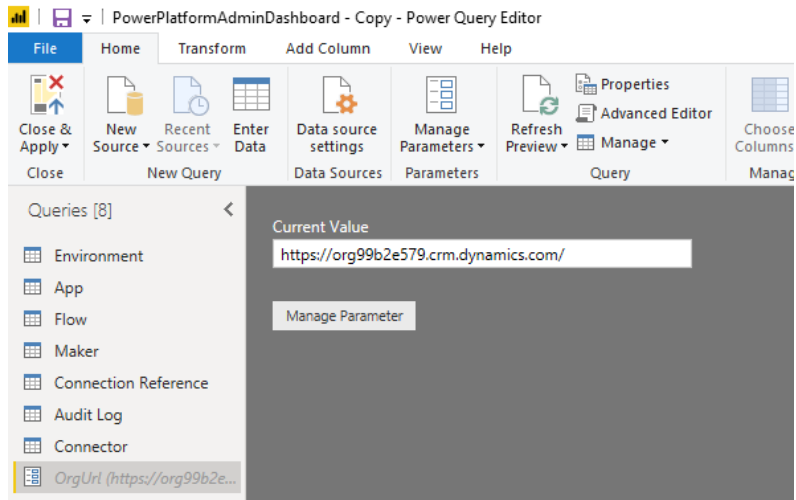 PowerPlatformAdminDashboard - Copy - Power Query Editor
File Home Transform Add Column View Help
Close & Apply
New Source
Recent Sources
Enter Data
Data source settings
Manage Parameters
Refresh Preview
Properties
Advanced Editor
Manage
Choose Columns
Close New Query Data Sources Parameters Query Manag
Queries [8]
Current Value
https://org99b2e579.crm.dynamics.com/
Manage Parameter
Environment
App
Flow
Maker
Connection Reference
Audit Log
Connector
OrgUrl (https://org99b2e...